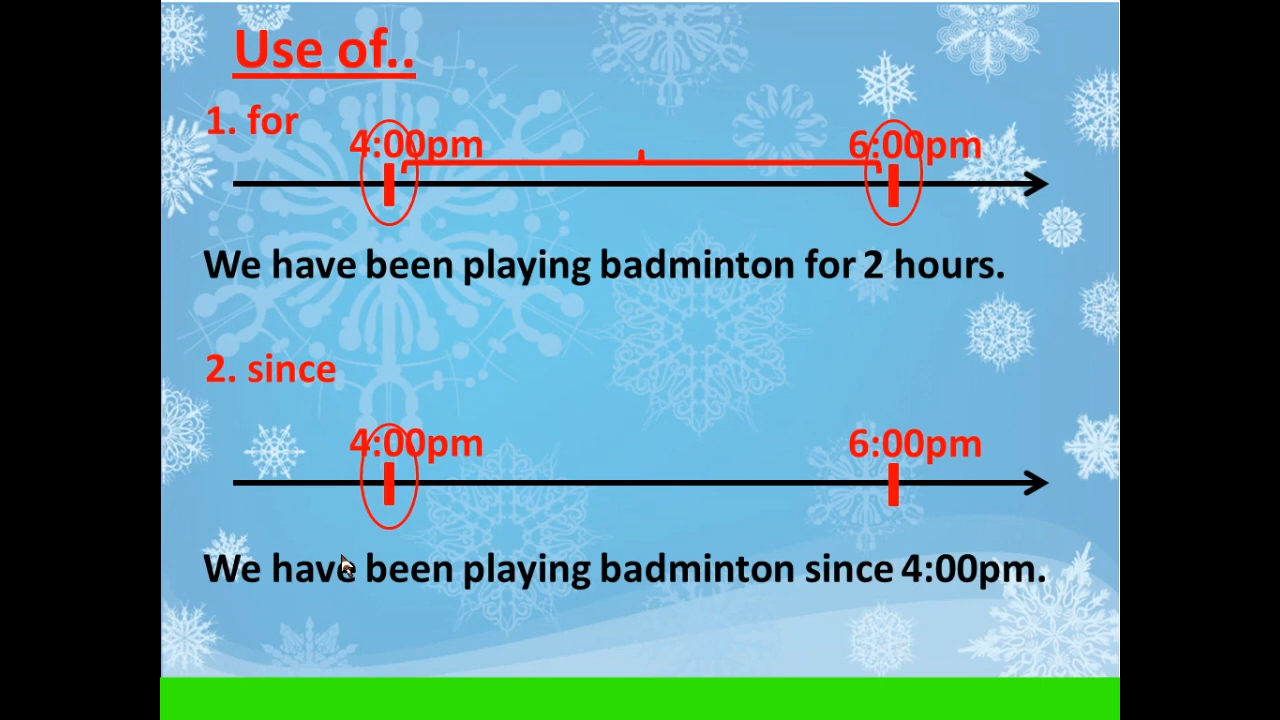 Use of..
1. for
4:00pm 6:00pm
We have been playing badminton for 2 hours.
2. since
4:00pm 6:00pm
We have been playing badminton since 4:00pm.